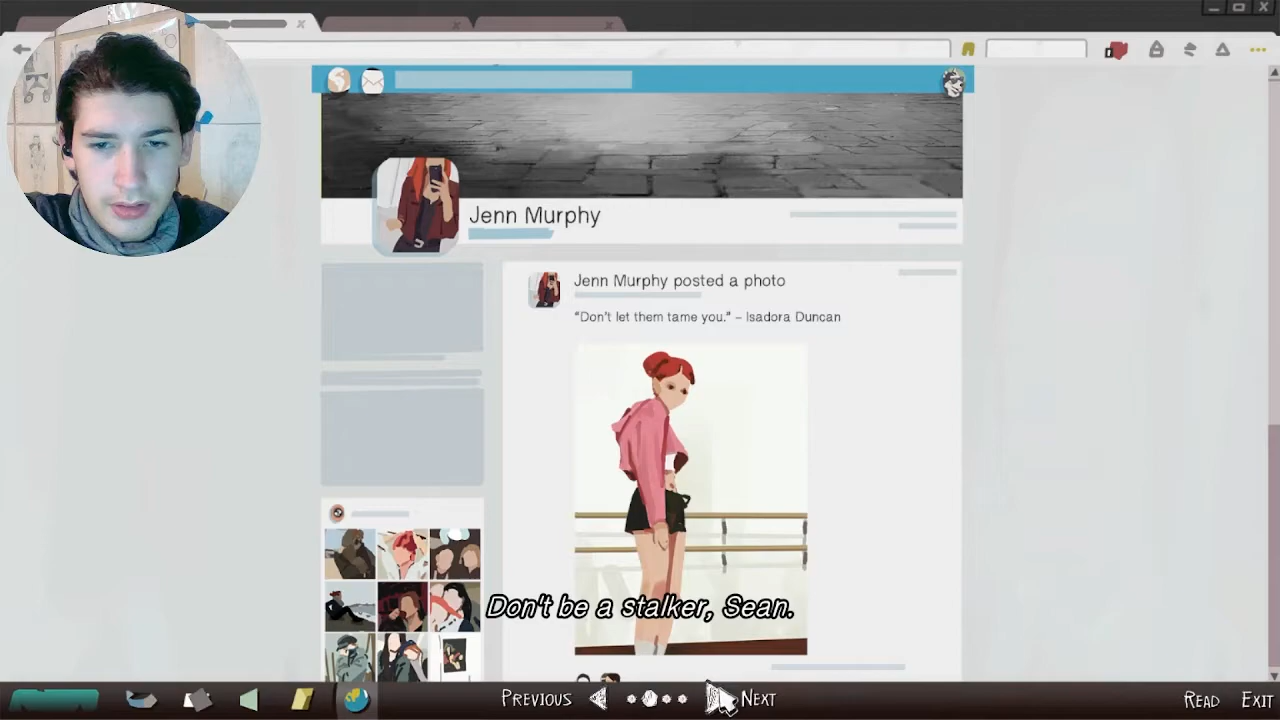 Jenn Murphy
Jenn Murphy posted a photo
“Don't let them tame you.” – Isadora Duncan
Don't be a stalker, Sean.
PREVIOUS
NEXT
READ
EXIT